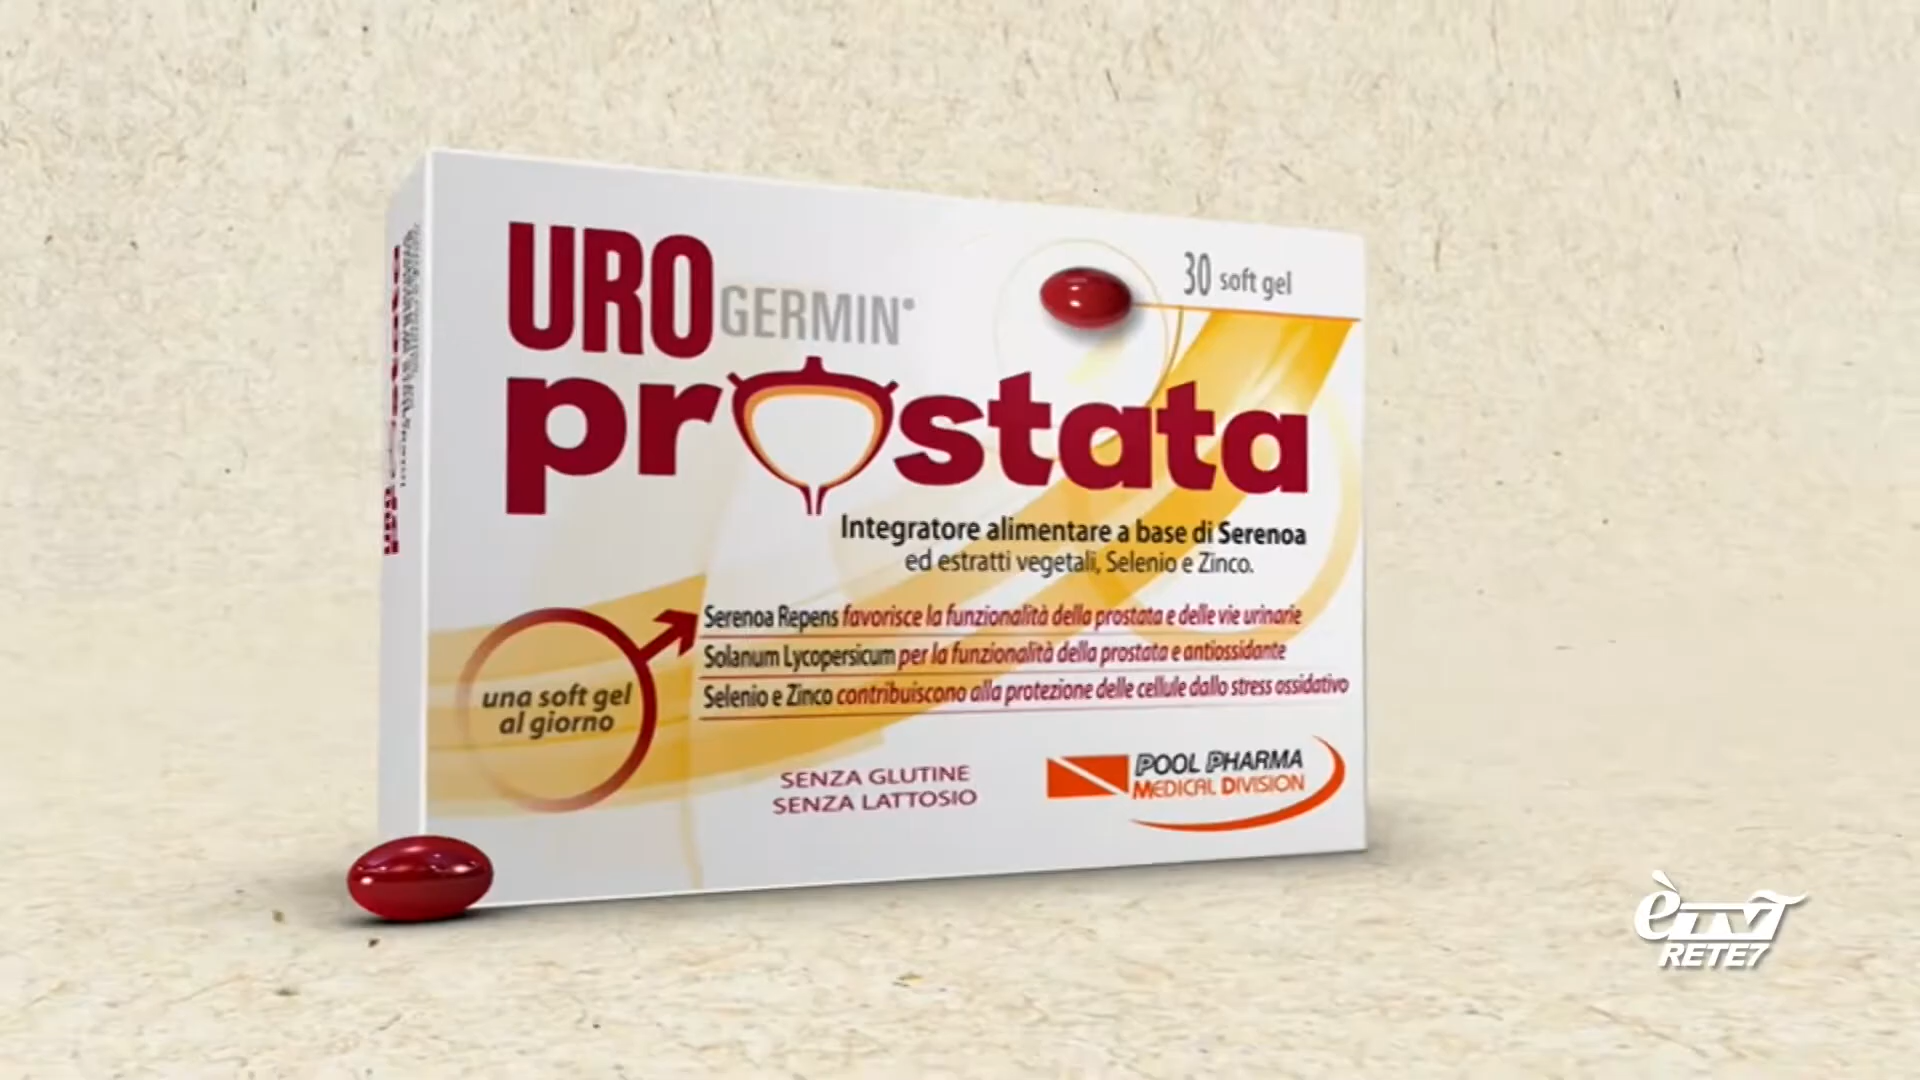 UROGERMIN
30 soft gel
prostata
Integratore alimentare a base di Serenoa
ed estratti vegetali, Selenio e Zinco.
Serenoa Repens favorisce la funzionalità della prostata e delle vie urinarie
Solanum Lycopersicum per la funzionalità della prostata e antiossidante
Selenio e Zinco contribuiscono alla protezione delle cellule dallo stress ossidativo
una soft gel
al giorno
SENZA GLUTINE
SENZA LATTOSIO
POOL PHARMA
MEDICAL DIVISION
è TV
RETE7